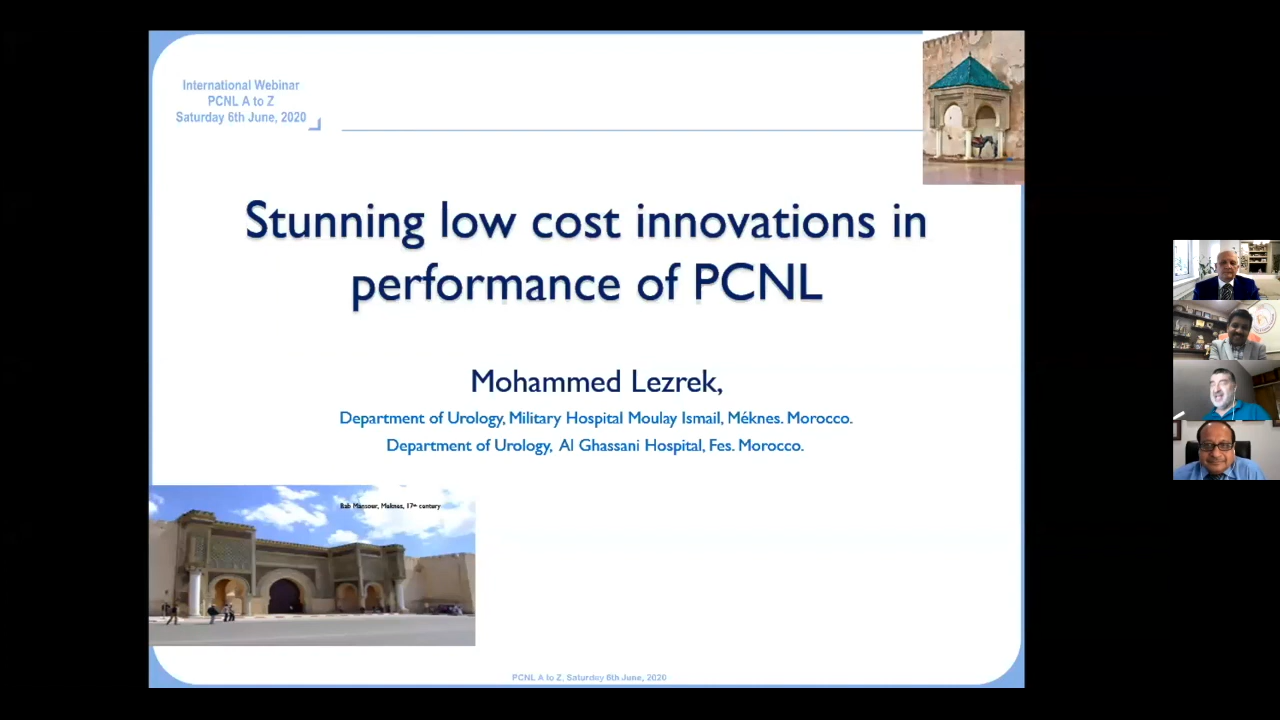 International Webinar
PCNL A to Z
Saturday 6th June, 2020
Stunning low cost innovations in
performance of PCNL
Mohammed Lezrek,
Department of Urology, Military Hospital Moulay Ismail, Méknes. Morocco.
Department of Urology, Al Ghassani Hospital, Fes. Morocco.
Bab Mansour, Meknes, 17th century
PCNL A to Z, Saturday 6th June, 2020